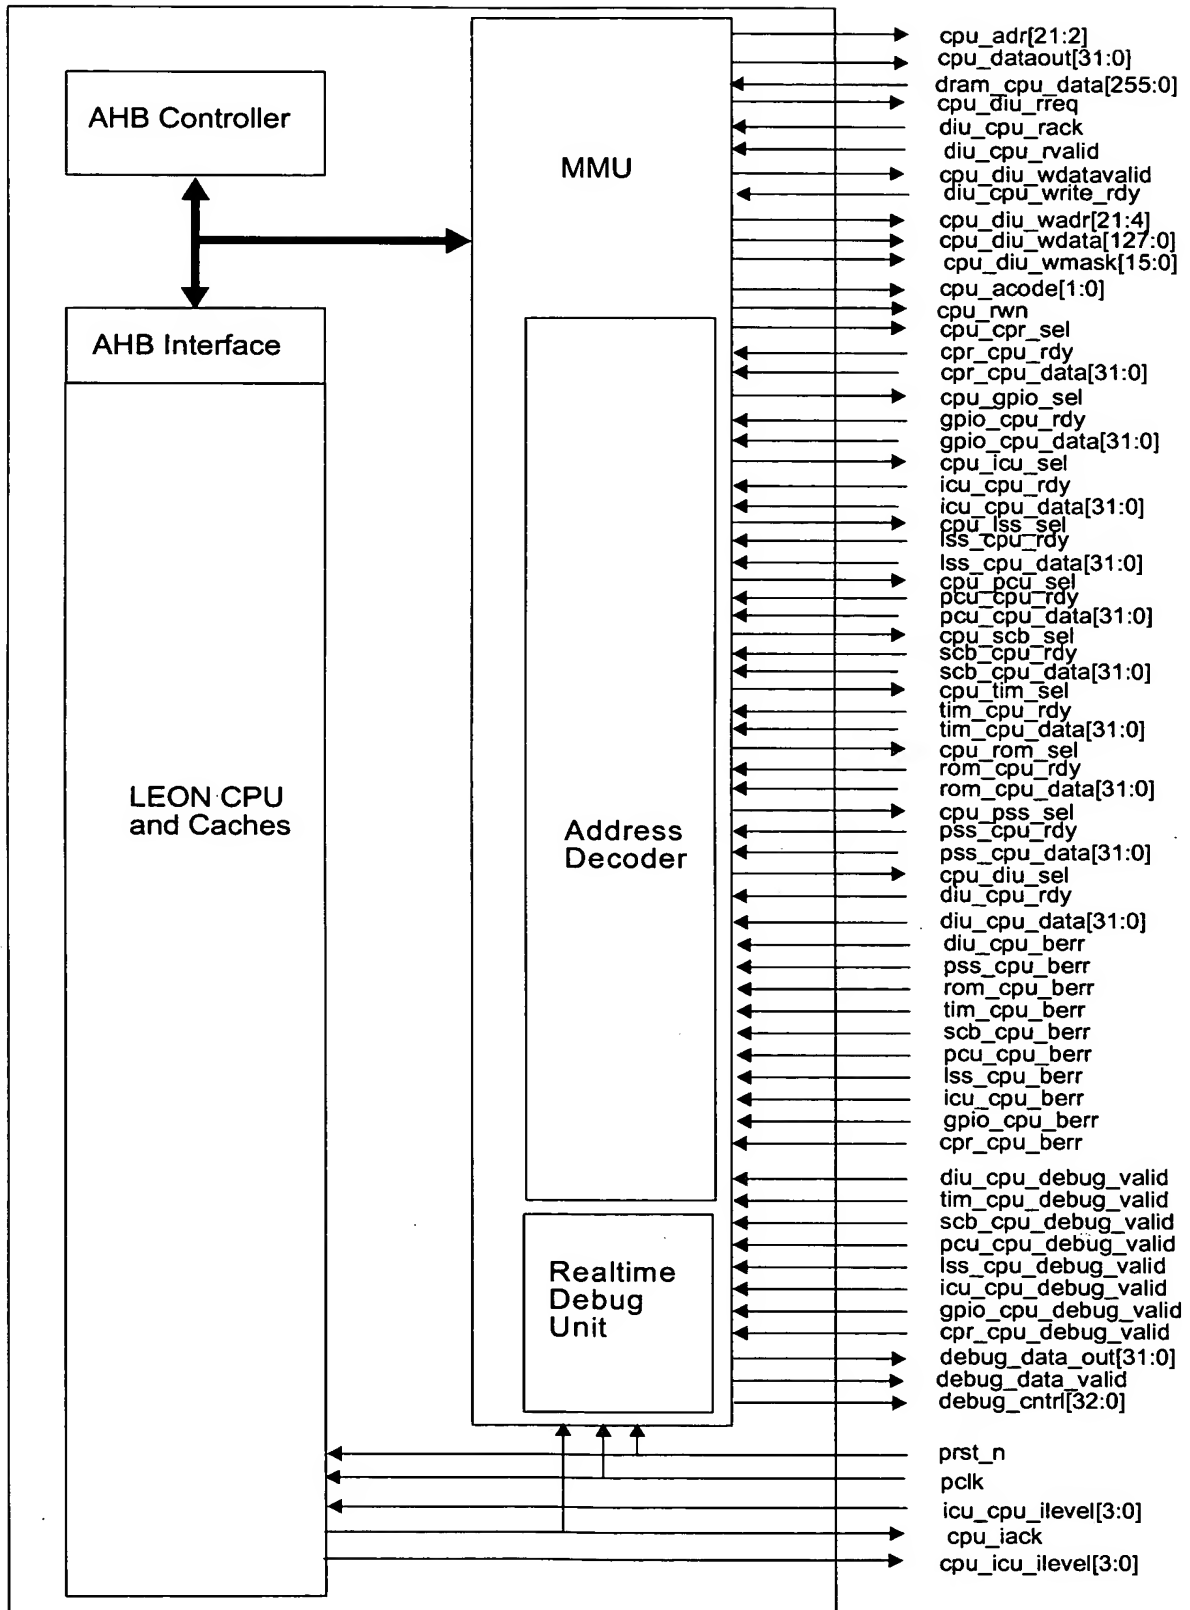 AHB Controller
MMU
AHB Interface
LEON CPU
and Caches
Address
Decoder
Realtime
Debug
Unit
cpu_adr[21:2]
cpu_dataout[31:0]
dram_cpu_data[255:0]
cpu_diu_rreq
diu_cpu_rack
diu_cpu_rvalid
cpu_diu_wdatavalid
diu_cpu_write_rdy
cpu_diu_wadr[21:4]
cpu_diu_wdata[127:0]
cpu_diu_wmask[15:0]
cpu_acode[1:0]
cpu_rwn
cpu_cpr_sel
cpr_cpu_rdy
cpr_cpu_data[31:0]
cpu_gpio_sel
gpio_cpu_rdy
gpio_cpu_data[31:0]
cpu_icu_sel
icu_cpu_rdy
icu_cpu_data[31:0]
cpu_lss_sel
lss_cpu_rdy
lss_cpu_data[31:0]
cpu_pcu_sel
pcu_cpu_rdy
pcu_cpu_data[31:0]
cpu_scb_sel
scb_cpu_rdy
scb_cpu_data[31:0]
cpu_tim_sel
tim_cpu_rdy
tim_cpu_data[31:0]
cpu_rom_sel
rom_cpu_rdy
rom_cpu_data[31:0]
cpu_pss_sel
pss_cpu_rdy
pss_cpu_data[31:0]
cpu_diu_sel
diu_cpu_rdy
diu_cpu_data[31:0]
diu_cpu_berr
pss_cpu_berr
rom_cpu_berr
tim_cpu_berr
scb_cpu_berr
pcu_cpu_berr
lss_cpu_berr
icu_cpu_berr
gpio_cpu_berr
cpr_cpu_berr
diu_cpu_debug_valid
tim_cpu_debug_valid
scb_cpu_debug_valid
pcu_cpu_debug_valid
lss_cpu_debug_valid
icu_cpu_debug_valid
gpio_cpu_debug_valid
cpr_cpu_debug_valid
debug_data_out[31:0]
debug_data_valid
debug_cntrl[32:0]
prst_n
pclk
icu_cpu_ilevel[3:0]
cpu_iack
cpu_icu_ilevel[3:0]